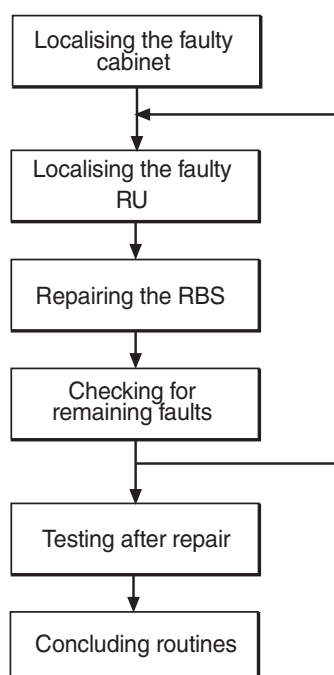 Localising the faulty
cabinet
Localising the faulty
RU
Repairing the RBS
Checking for
remaining faults
Testing after repair
Concluding routines